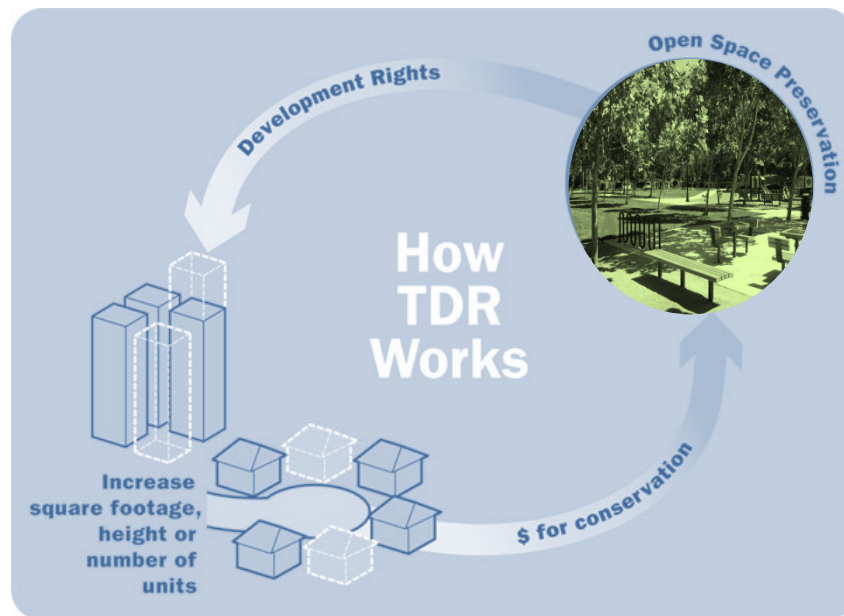 Open Space Preservation
Development Rights
How
TDR
Works
Increase
square footage,
height or
number of
units
$ for conservation